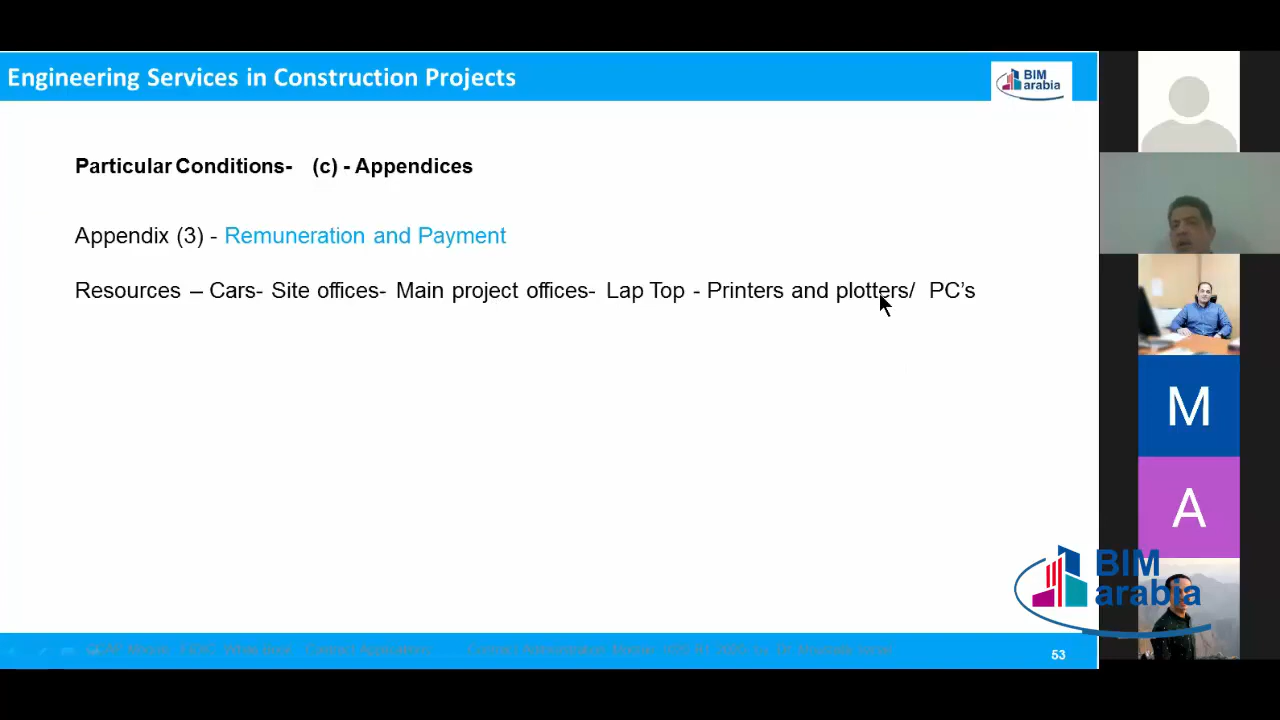 Engineering Services in Construction Projects
BIM
arabia
Particular Conditions- (c) - Appendices
Appendix (3) - Remuneration and Payment
Resources – Cars- Site offices- Main project offices- Lap Top - Printers and plotters/ PC's
M
A
BIM
arabia
53